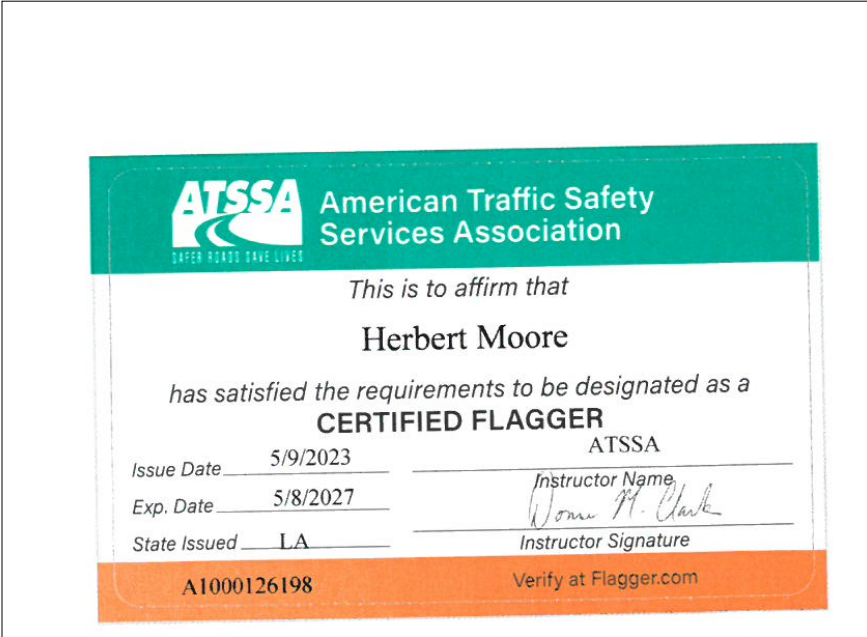 ATSSA
SAFER ROADS SAVE LIVES
American Traffic Safety
Services Association
This is to affirm that
Herbert Moore
has satisfied the requirements to be designated as a
CERTIFIED FLAGGER
Issue Date 5/9/2023
ATSSA
Instructor Name
Exp. Date 5/8/2027
Donna M. Clark
State Issued LA
Instructor Signature
A1000126198
Verify at Flagger.com